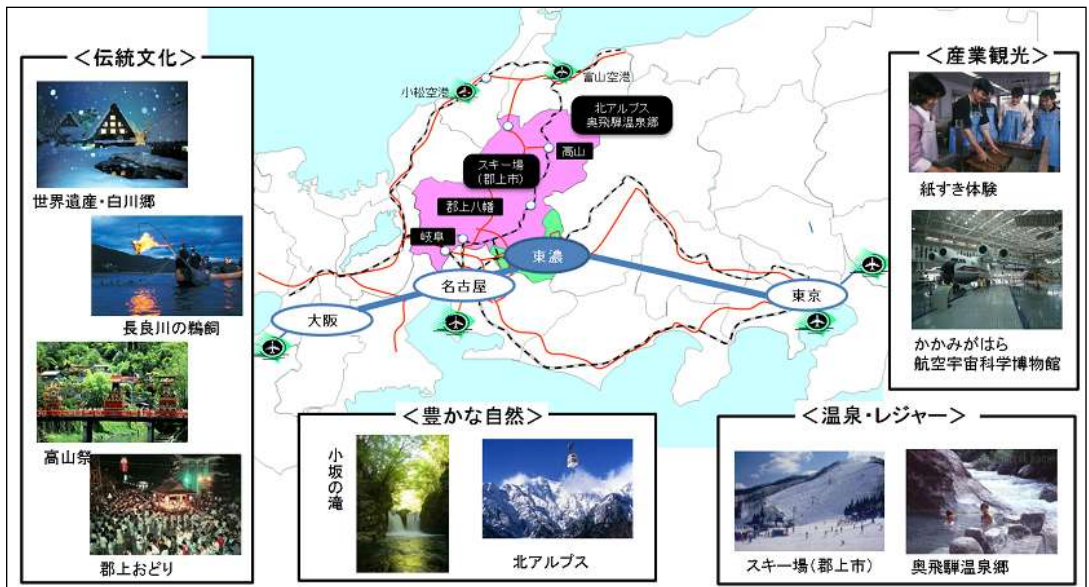 ＜伝統文化＞
世界遺産・白川郷
長良川の鵜飼
高山祭
郡上おどり
小松空港
富山空港
北アルプス
奥飛騨温泉郷
高山
スキー場
（郡上市）
郡上八幡
岐阜
東濃
名古屋
大阪
東京
＜産業観光＞
紙すき体験
かかみがはら
航空宇宙科学博物館
＜豊かな自然＞
小坂の滝
北アルプス
＜温泉・レジャー＞
スキー場（郡上市）
奥飛騨温泉郷